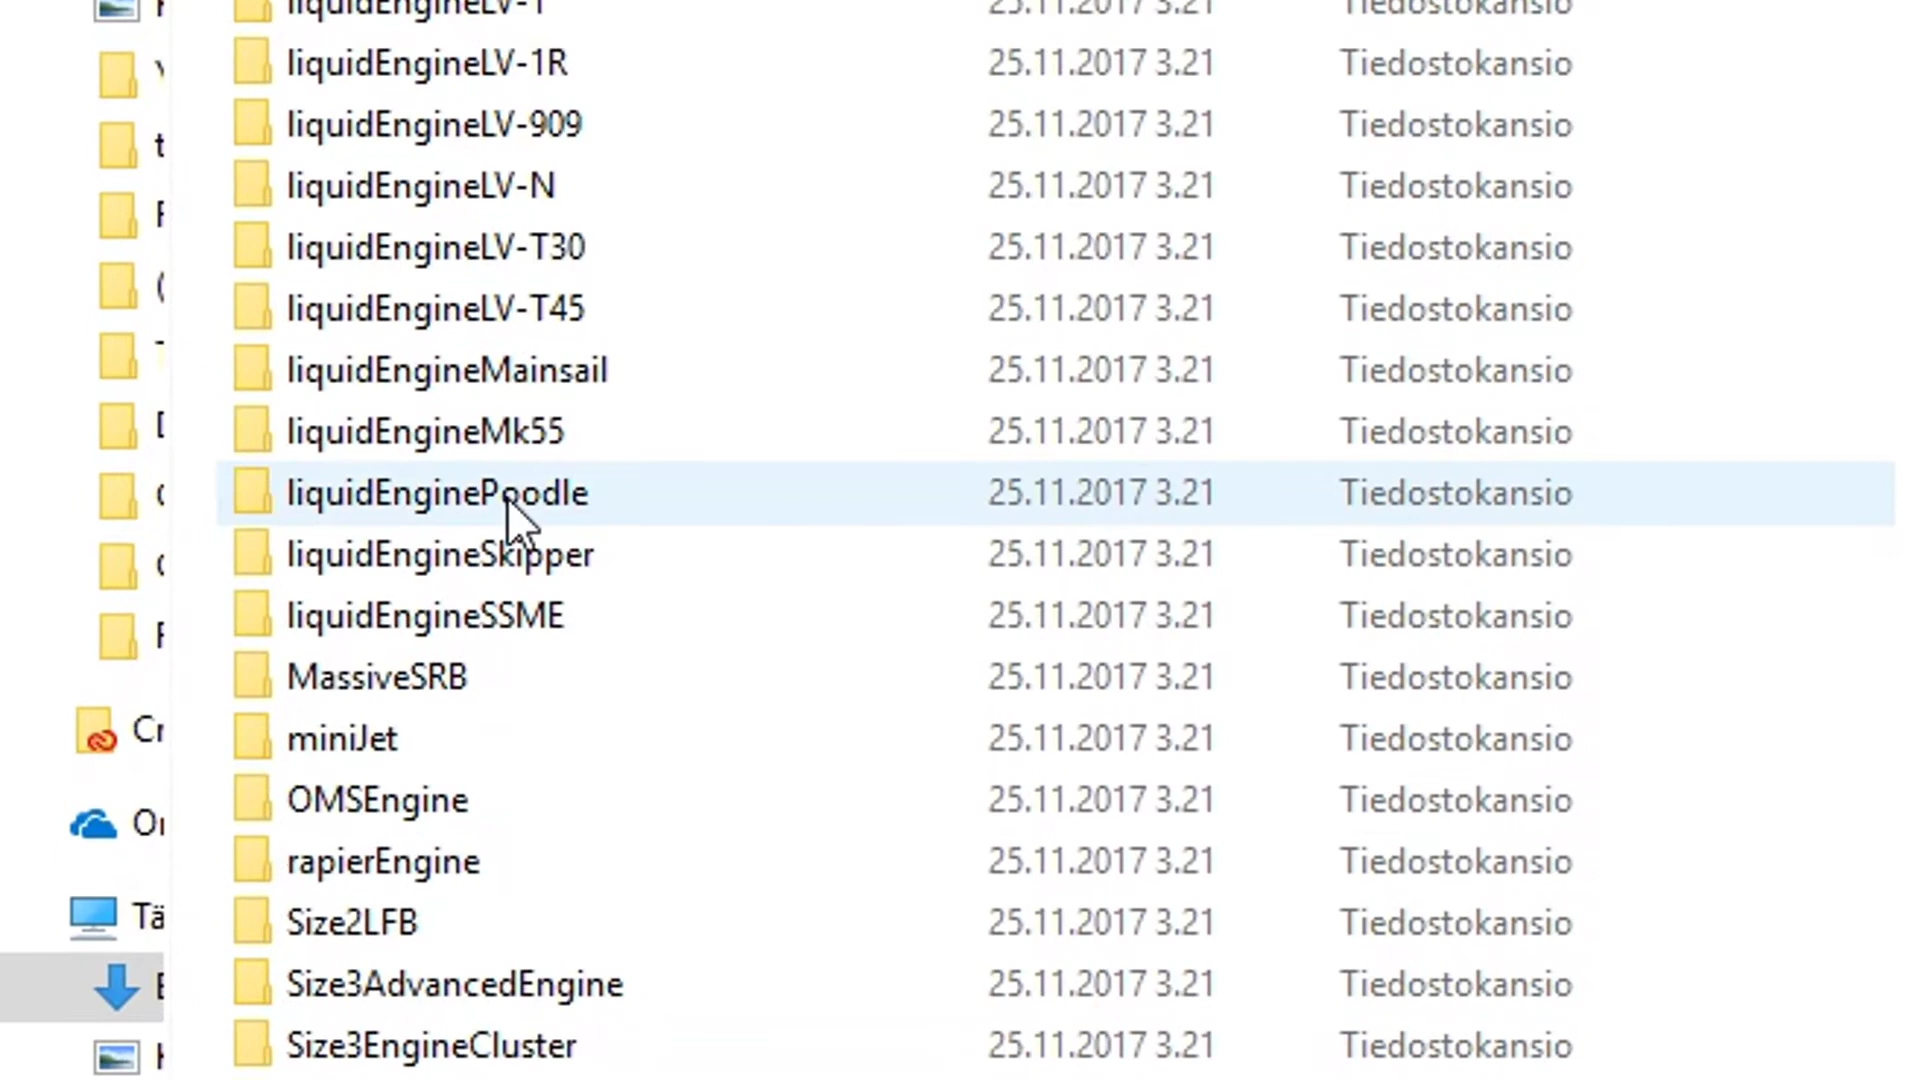 liquidEngineLV-1 25.11.2017 3.21 Tiedostokansio
liquidEngineLV-1R 25.11.2017 3.21 Tiedostokansio
liquidEngineLV-909 25.11.2017 3.21 Tiedostokansio
liquidEngineLV-N 25.11.2017 3.21 Tiedostokansio
liquidEngineLV-T30 25.11.2017 3.21 Tiedostokansio
liquidEngineLV-T45 25.11.2017 3.21 Tiedostokansio
liquidEngineMainsail 25.11.2017 3.21 Tiedostokansio
liquidEngineMk55 25.11.2017 3.21 Tiedostokansio
liquidEnginePoodle 25.11.2017 3.21 Tiedostokansio
liquidEngineSkipper 25.11.2017 3.21 Tiedostokansio
liquidEngineSSME 25.11.2017 3.21 Tiedostokansio
MassiveSRB 25.11.2017 3.21 Tiedostokansio
Cr
miniJet 25.11.2017 3.21 Tiedostokansio
OMSEngine 25.11.2017 3.21 Tiedostokansio
rapierEngine 25.11.2017 3.21 Tiedostokansio
Tä
Size2LFB 25.11.2017 3.21 Tiedostokansio
Size3AdvancedEngine 25.11.2017 3.21 Tiedostokansio
Size3EngineCluster 25.11.2017 3.21 Tiedostokansio